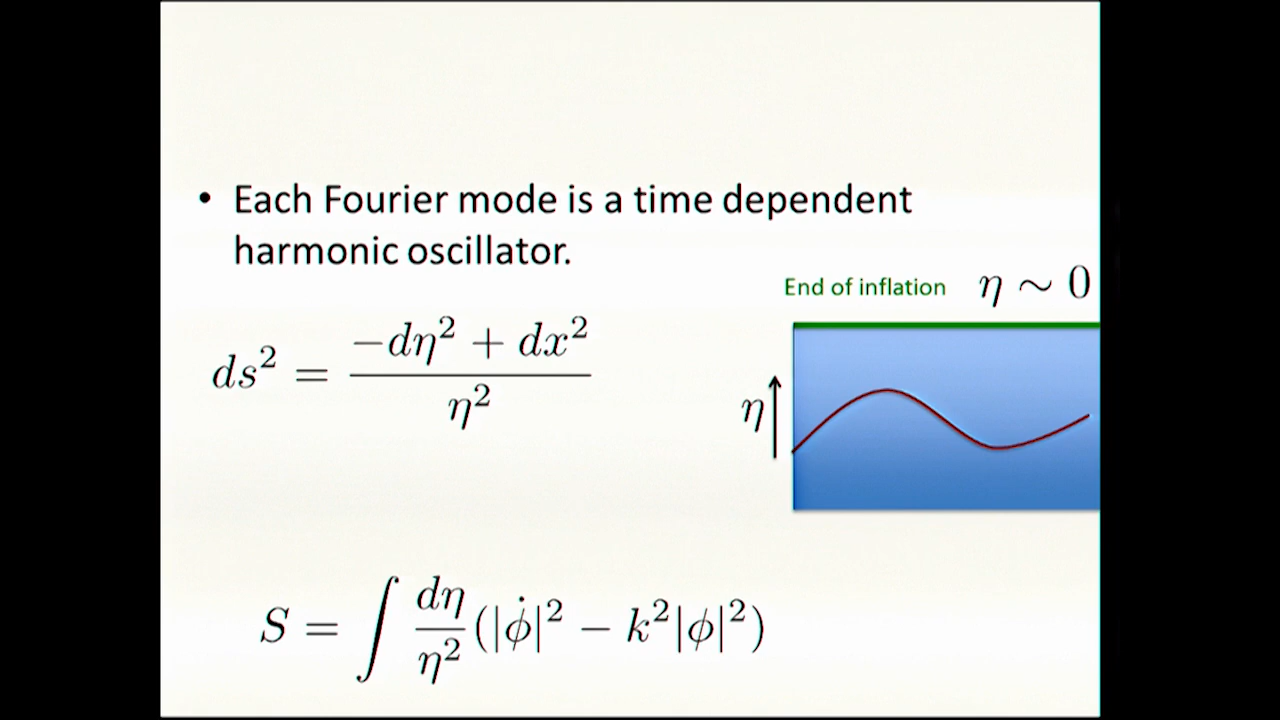 • Each Fourier mode is a time dependent
harmonic oscillator.
End of inflation η ∼ 0
ds² = (−dη² + dx²) / η²
η
S = ∫ dη/η² (|φ̇|² − k²|φ|²)